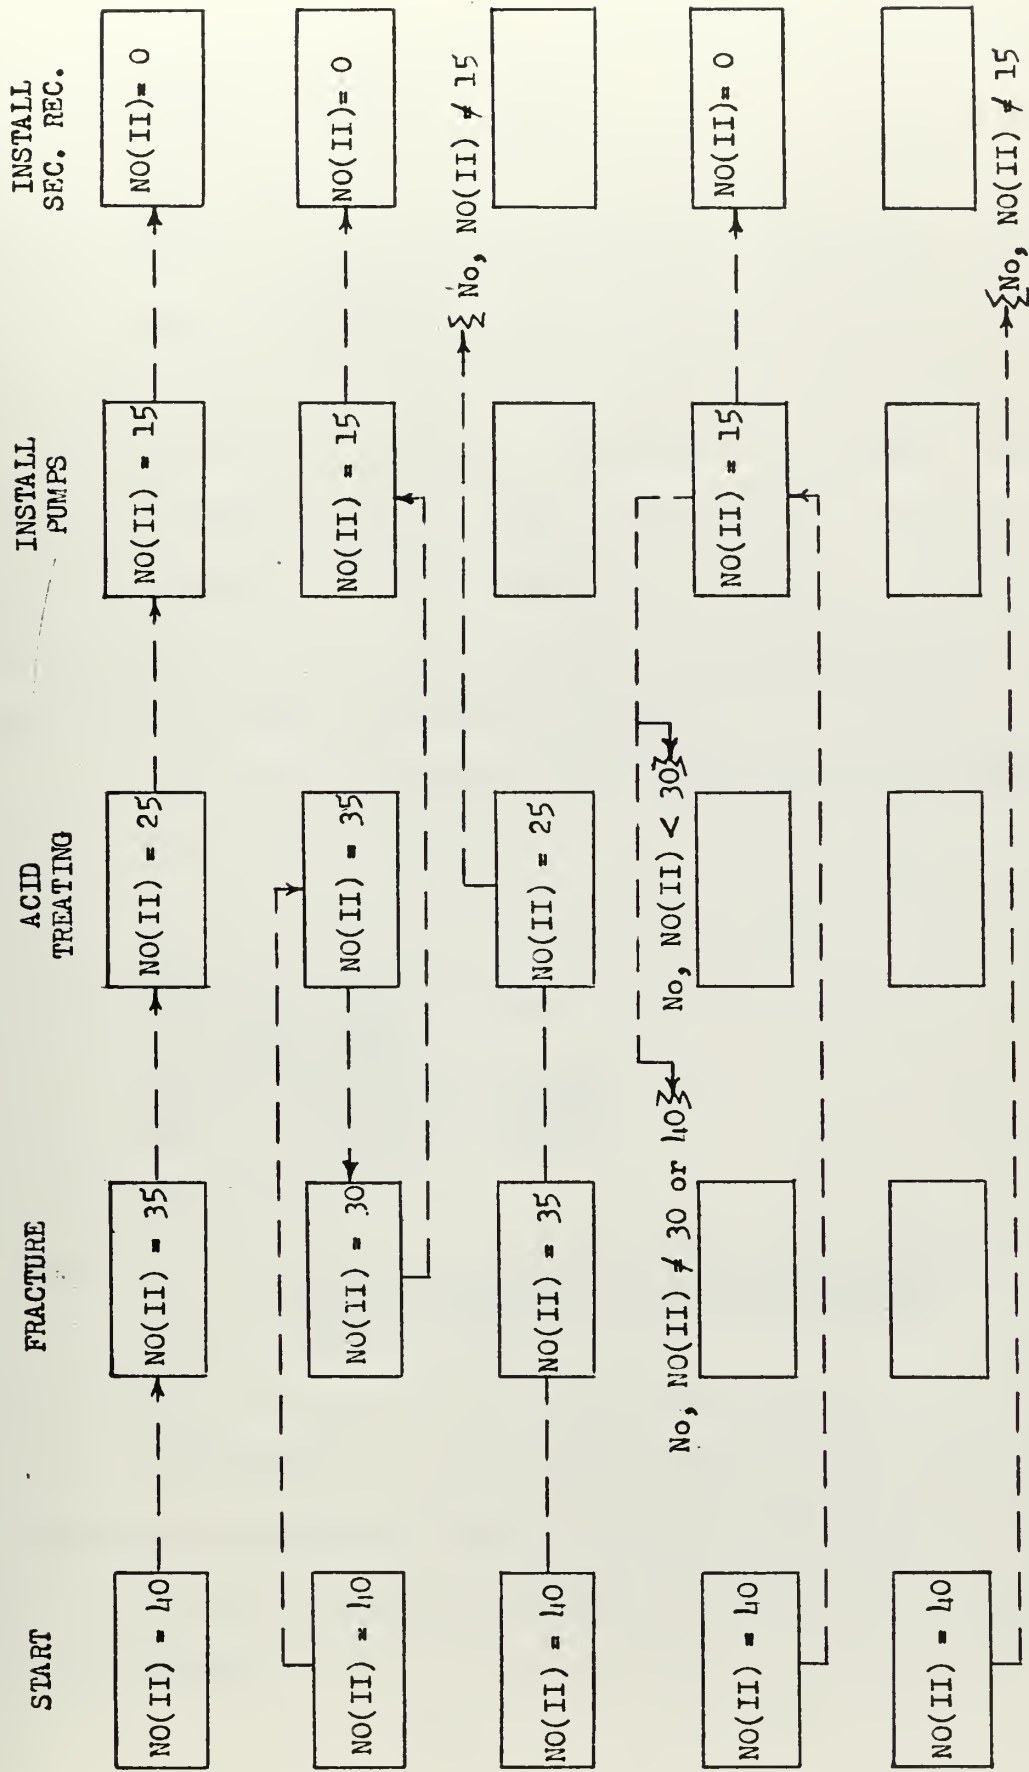 START
FRACTURE
ACID
TREATING
INSTALL
PUMPS
INSTALL
SEC. REC.
NO(II) = 40
NO(II) = 35
NO(II) = 25
NO(II) = 15
NO(II)= 0
NO(II) = 40
NO(II) = 30
NO(II) = 35
NO(II) = 15
NO(II)= 0
NO(II) = 40
NO(II) = 35
NO(II) = 25
No, NO(II) ≠ 15
No, NO(II) ≠ 30 or 40
No, NO(II) < 30
NO(II) = 40
NO(II) = 15
NO(II)= 0
NO(II) = 40
No, NO(II) ≠ 15